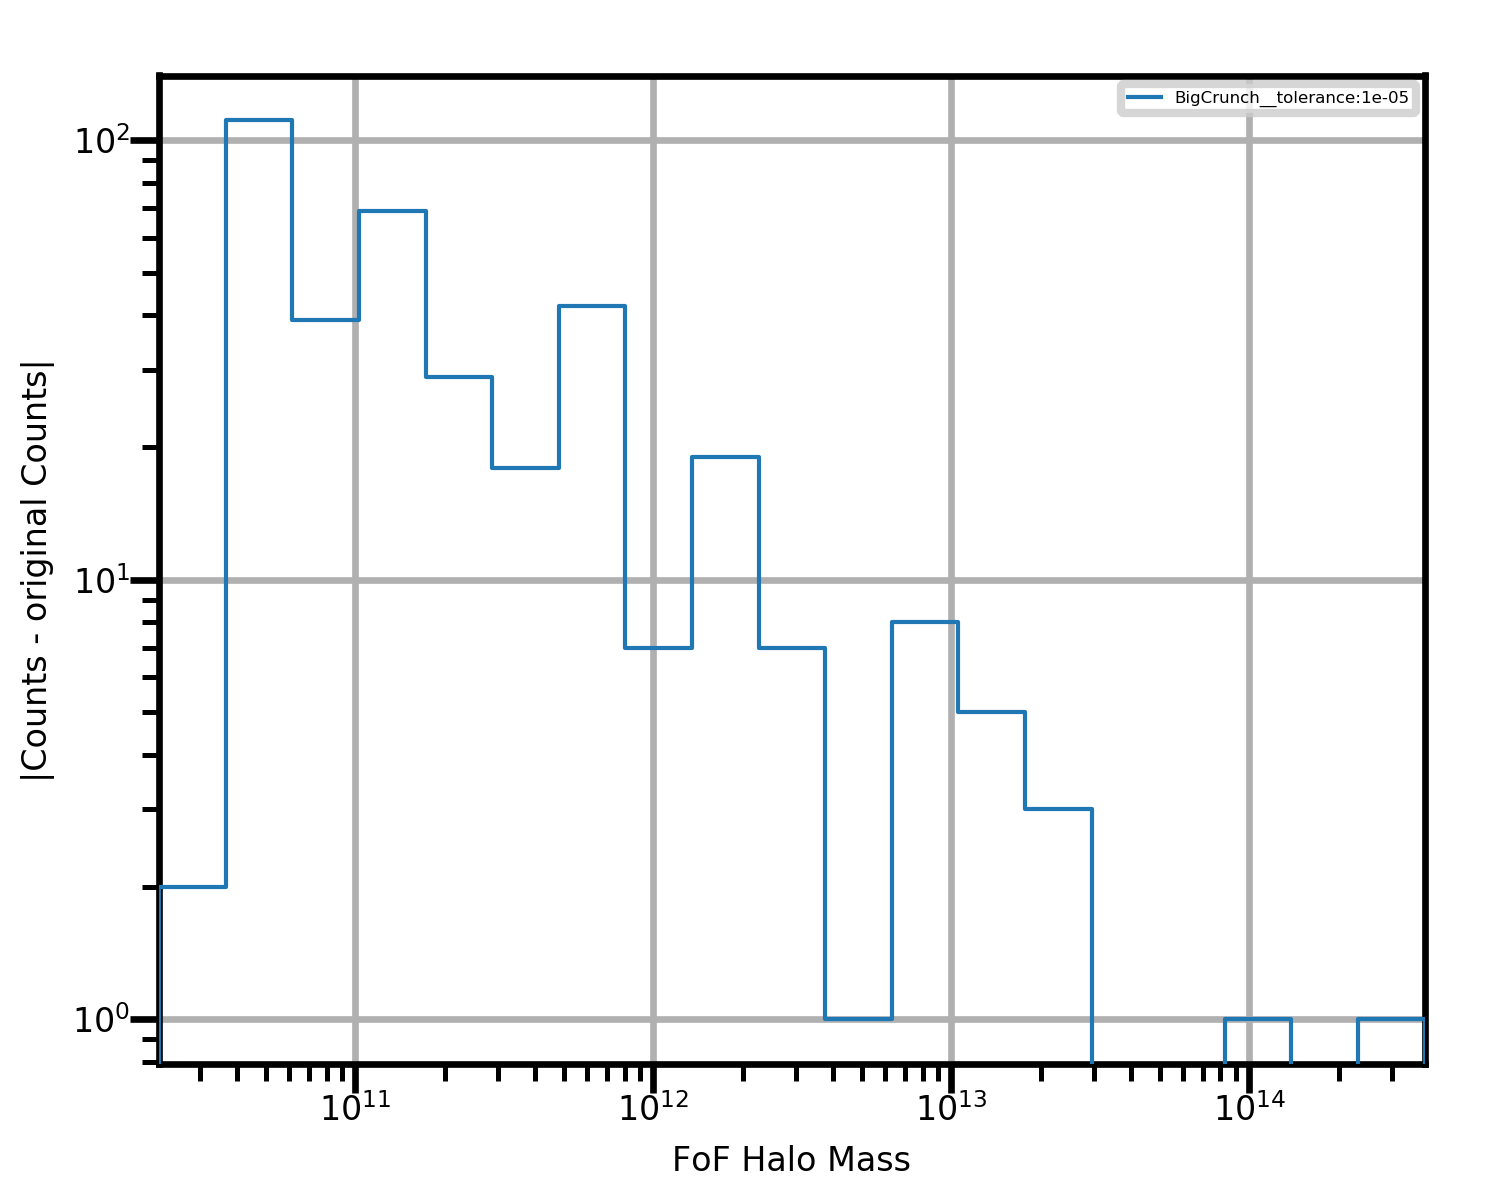 BigCrunch__tolerance:1e-05
10²
10¹
10⁰
|Counts - original Counts|
10¹¹ 10¹² 10¹³ 10¹⁴
FoF Halo Mass